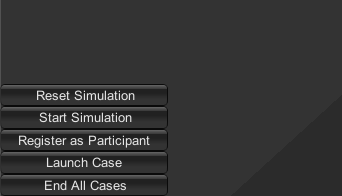 Reset Simulation
Start Simulation
Register as Participant
Launch Case
End All Cases